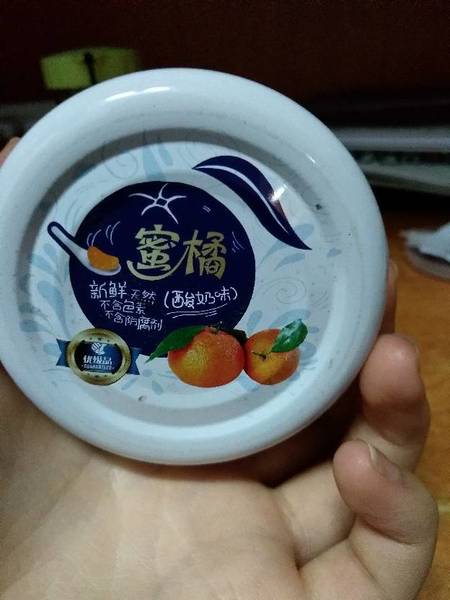 蜜橘
新鲜天然(酸奶味)
不含色素
不含防腐剂
优级品